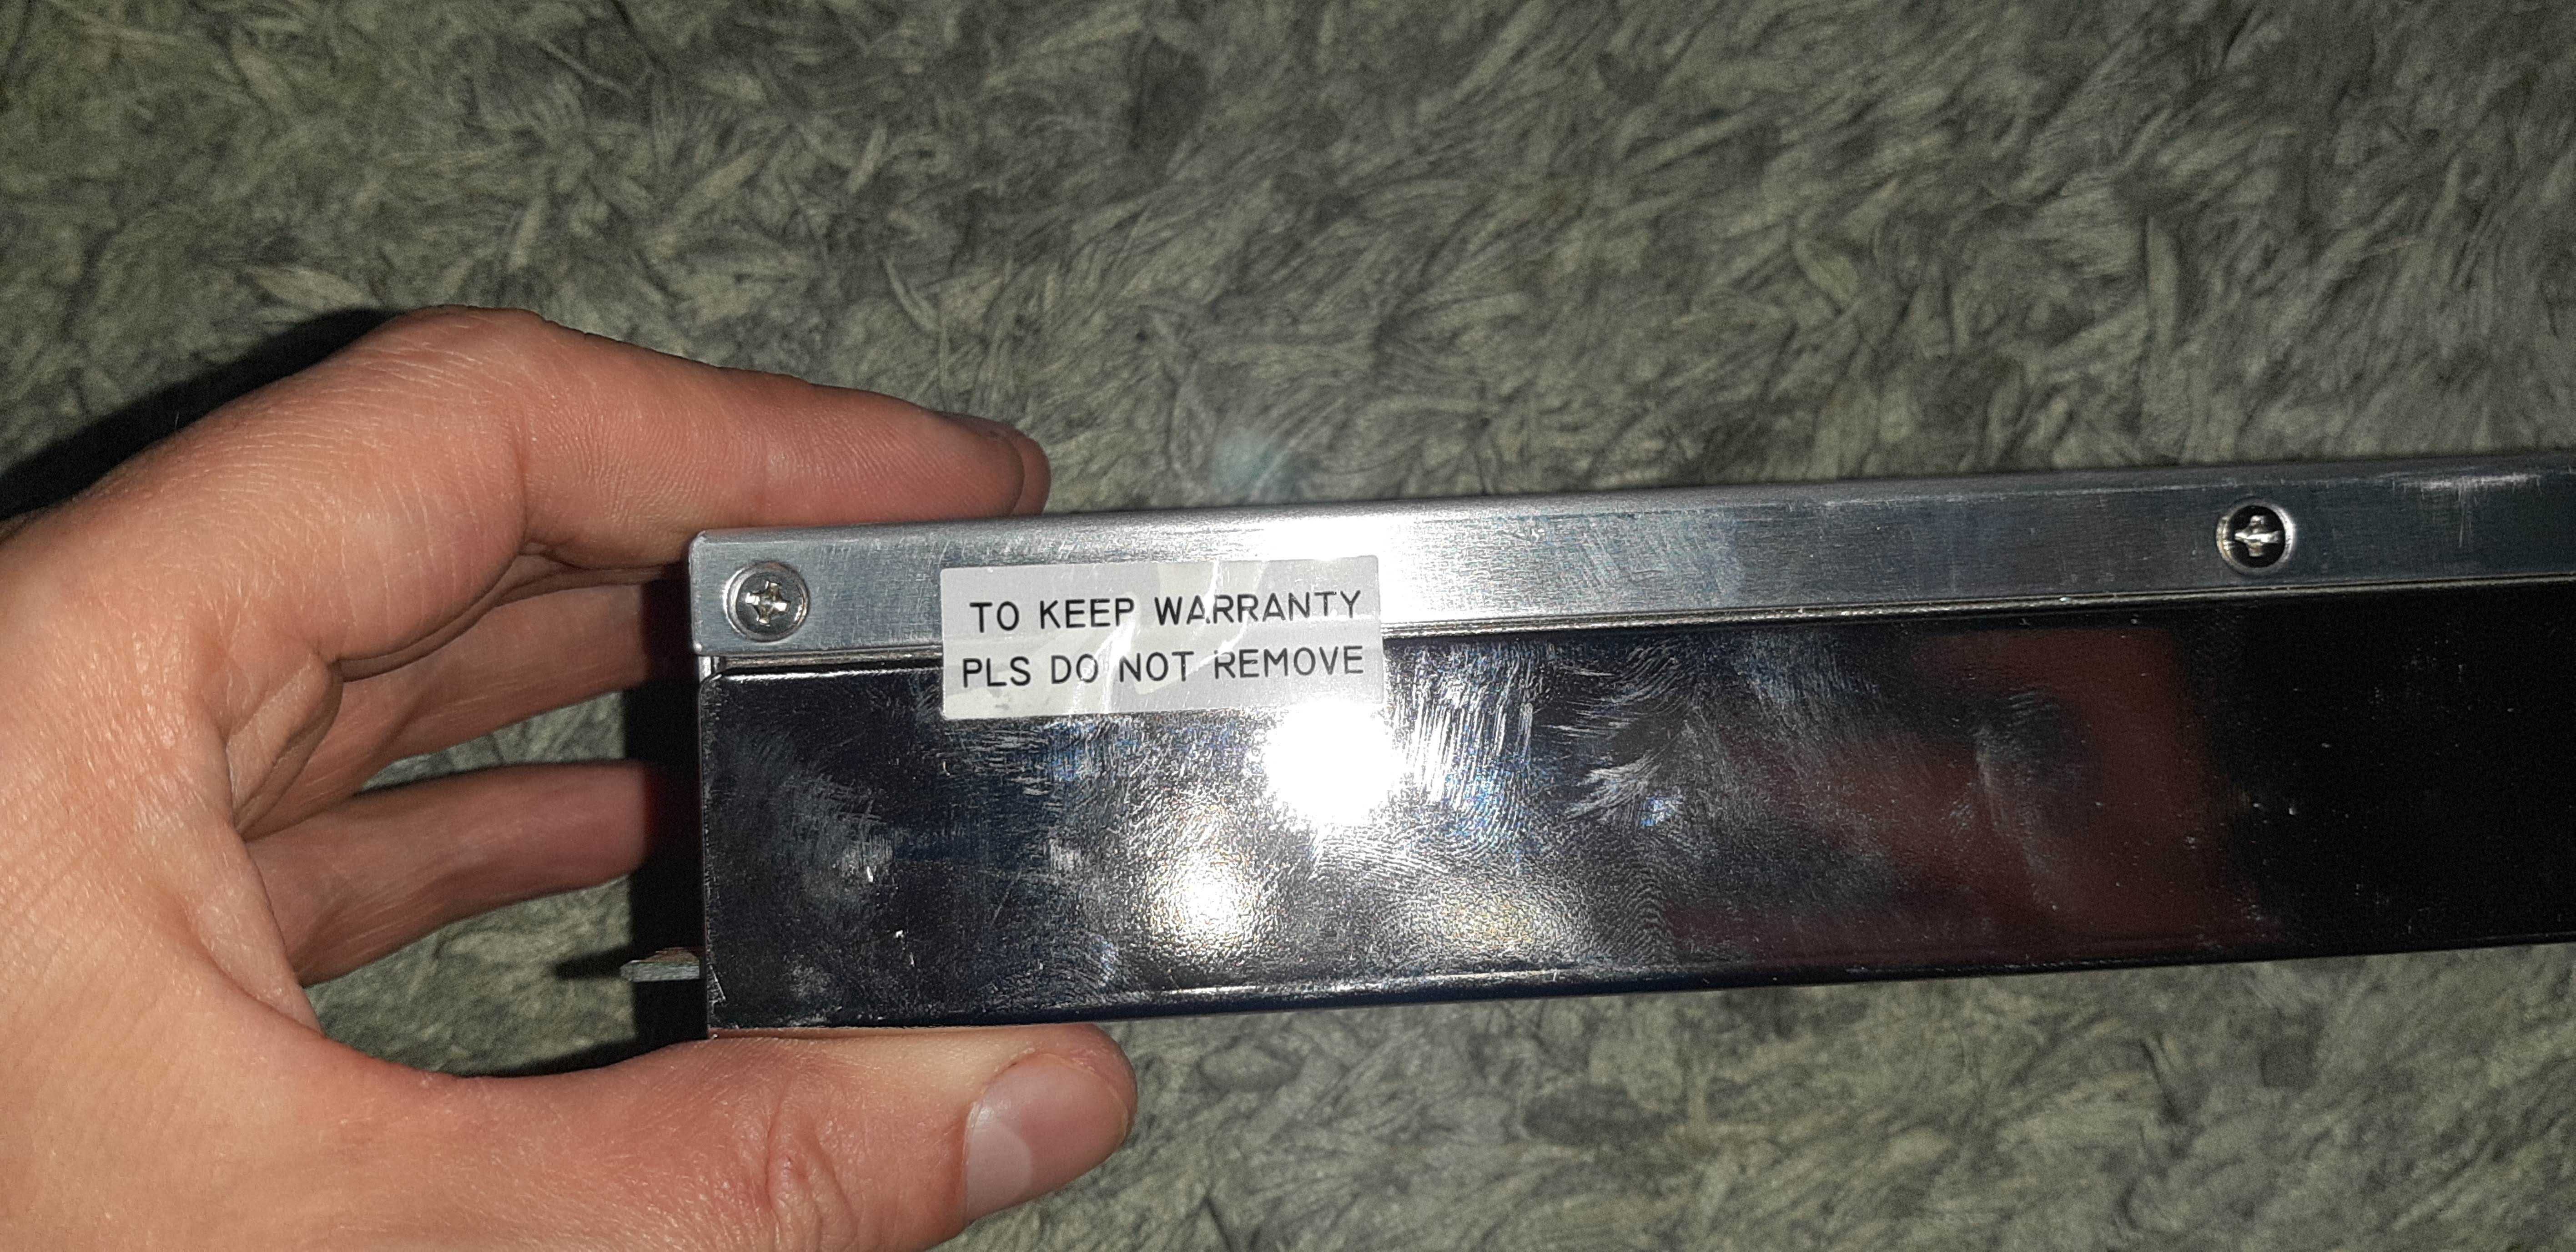 TO KEEP WARRANTY
PLS DO NOT REMOVE